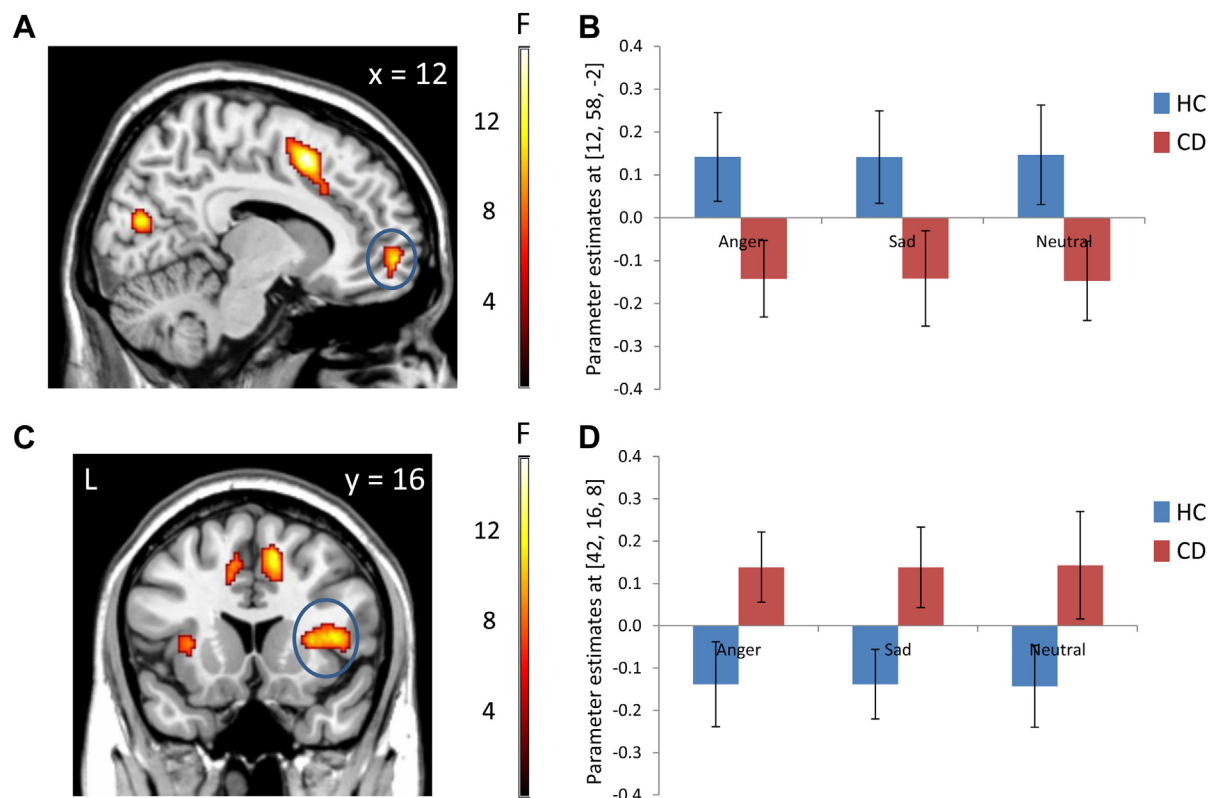 A
F
x = 12
12
8
4
B
Parameter estimates at [12, 58, -2]
0.4
0.3
0.2
0.1
0.0
-0.1
-0.2
-0.3
-0.4
Anger
Sad
Neutral
HC
CD
C
F
L
y = 16
12
8
4
D
Parameter estimates at [42, 16, 8]
0.4
0.3
0.2
0.1
0.0
-0.1
-0.2
-0.3
-0.4
Anger
Sad
Neutral
HC
CD